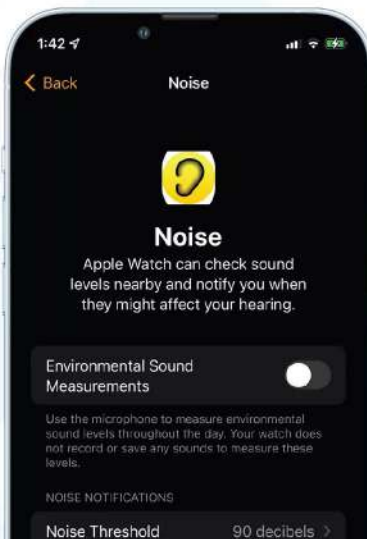 1:42
Back
Noise
Noise
Apple Watch can check sound
levels nearby and notify you when
they might affect your hearing.
Environmental Sound
Measurements
Use the microphone to measure environmental
sound levels throughout the day. Your watch does
not record or save any sounds to measure these
levels.
NOISE NOTIFICATIONS
Noise Threshold
90 decibels